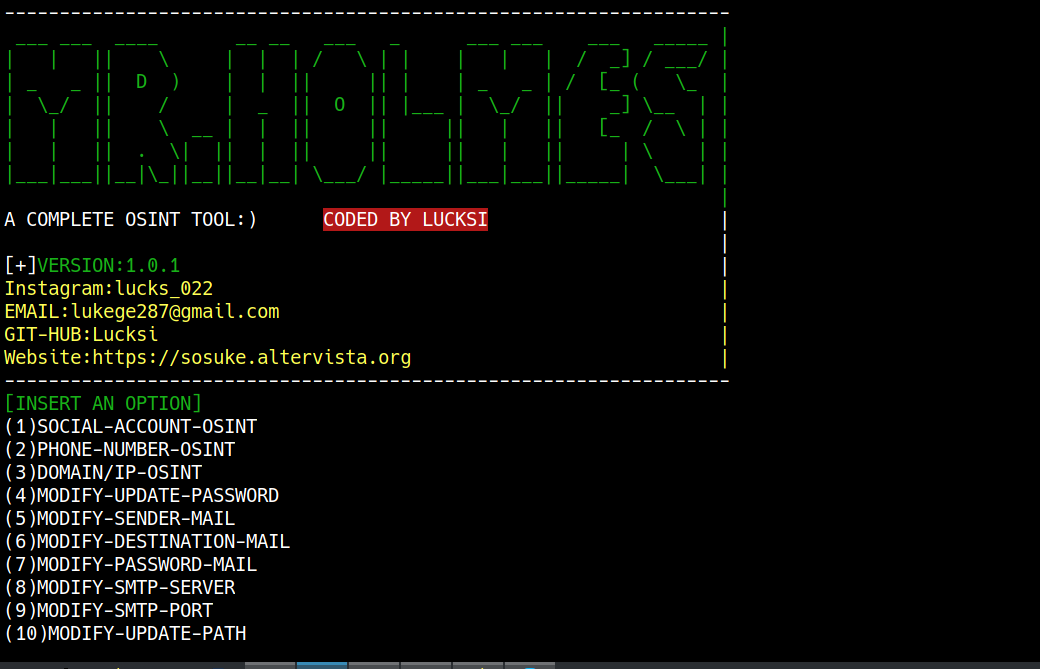 MR.HOLMES
A COMPLETE OSINT TOOL:) CODED BY LUCKSI
[+]VERSION:1.0.1
Instagram:lucks_022
EMAIL:lukege287@gmail.com
GIT-HUB:Lucksi
Website:https://sosuke.altervista.org
[INSERT AN OPTION]
(1)SOCIAL-ACCOUNT-OSINT
(2)PHONE-NUMBER-OSINT
(3)DOMAIN/IP-OSINT
(4)MODIFY-UPDATE-PASSWORD
(5)MODIFY-SENDER-MAIL
(6)MODIFY-DESTINATION-MAIL
(7)MODIFY-PASSWORD-MAIL
(8)MODIFY-SMTP-SERVER
(9)MODIFY-SMTP-PORT
(10)MODIFY-UPDATE-PATH